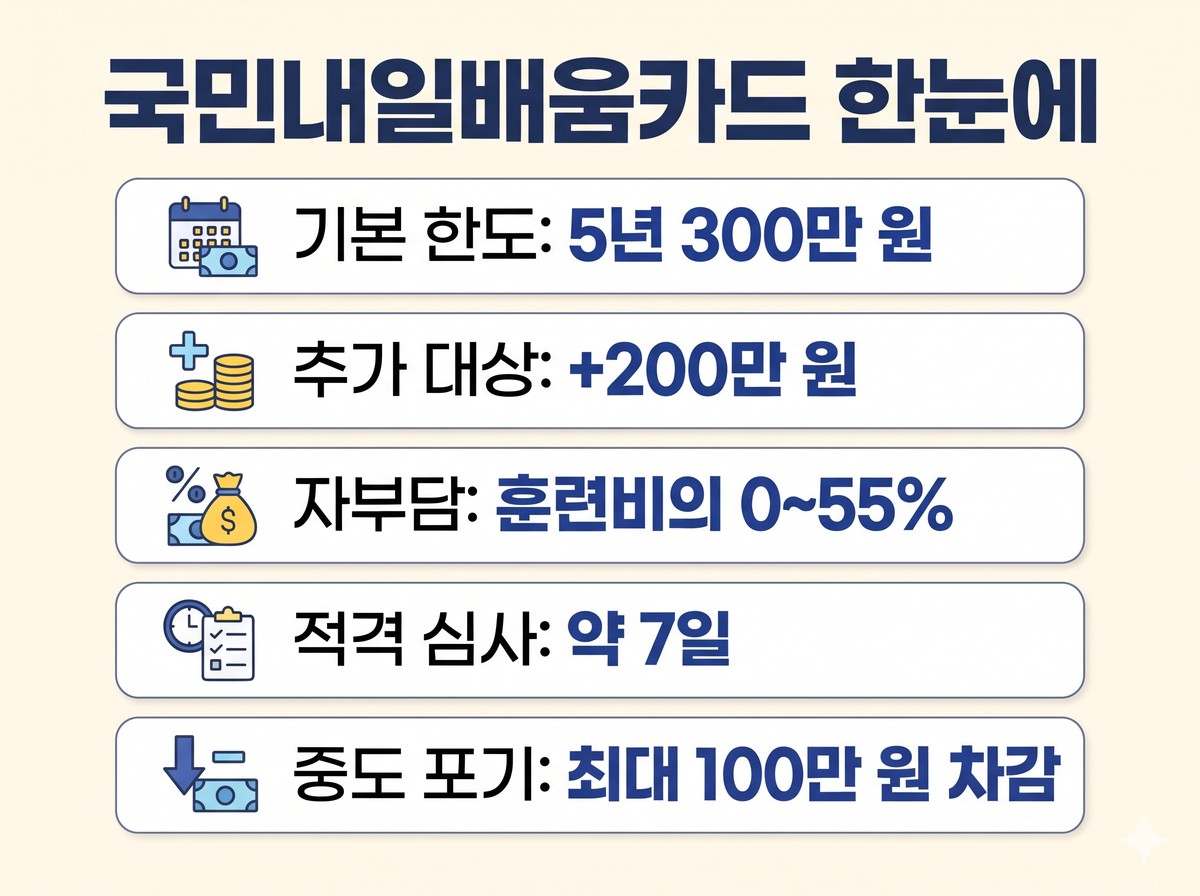 국민내일배움카드 한눈에
기본 한도: 5년 300만 원
추가 대상: +200만 원
자부담: 훈련비의 0~55%
적격 심사: 약 7일
중도 포기: 최대 100만 원 차감